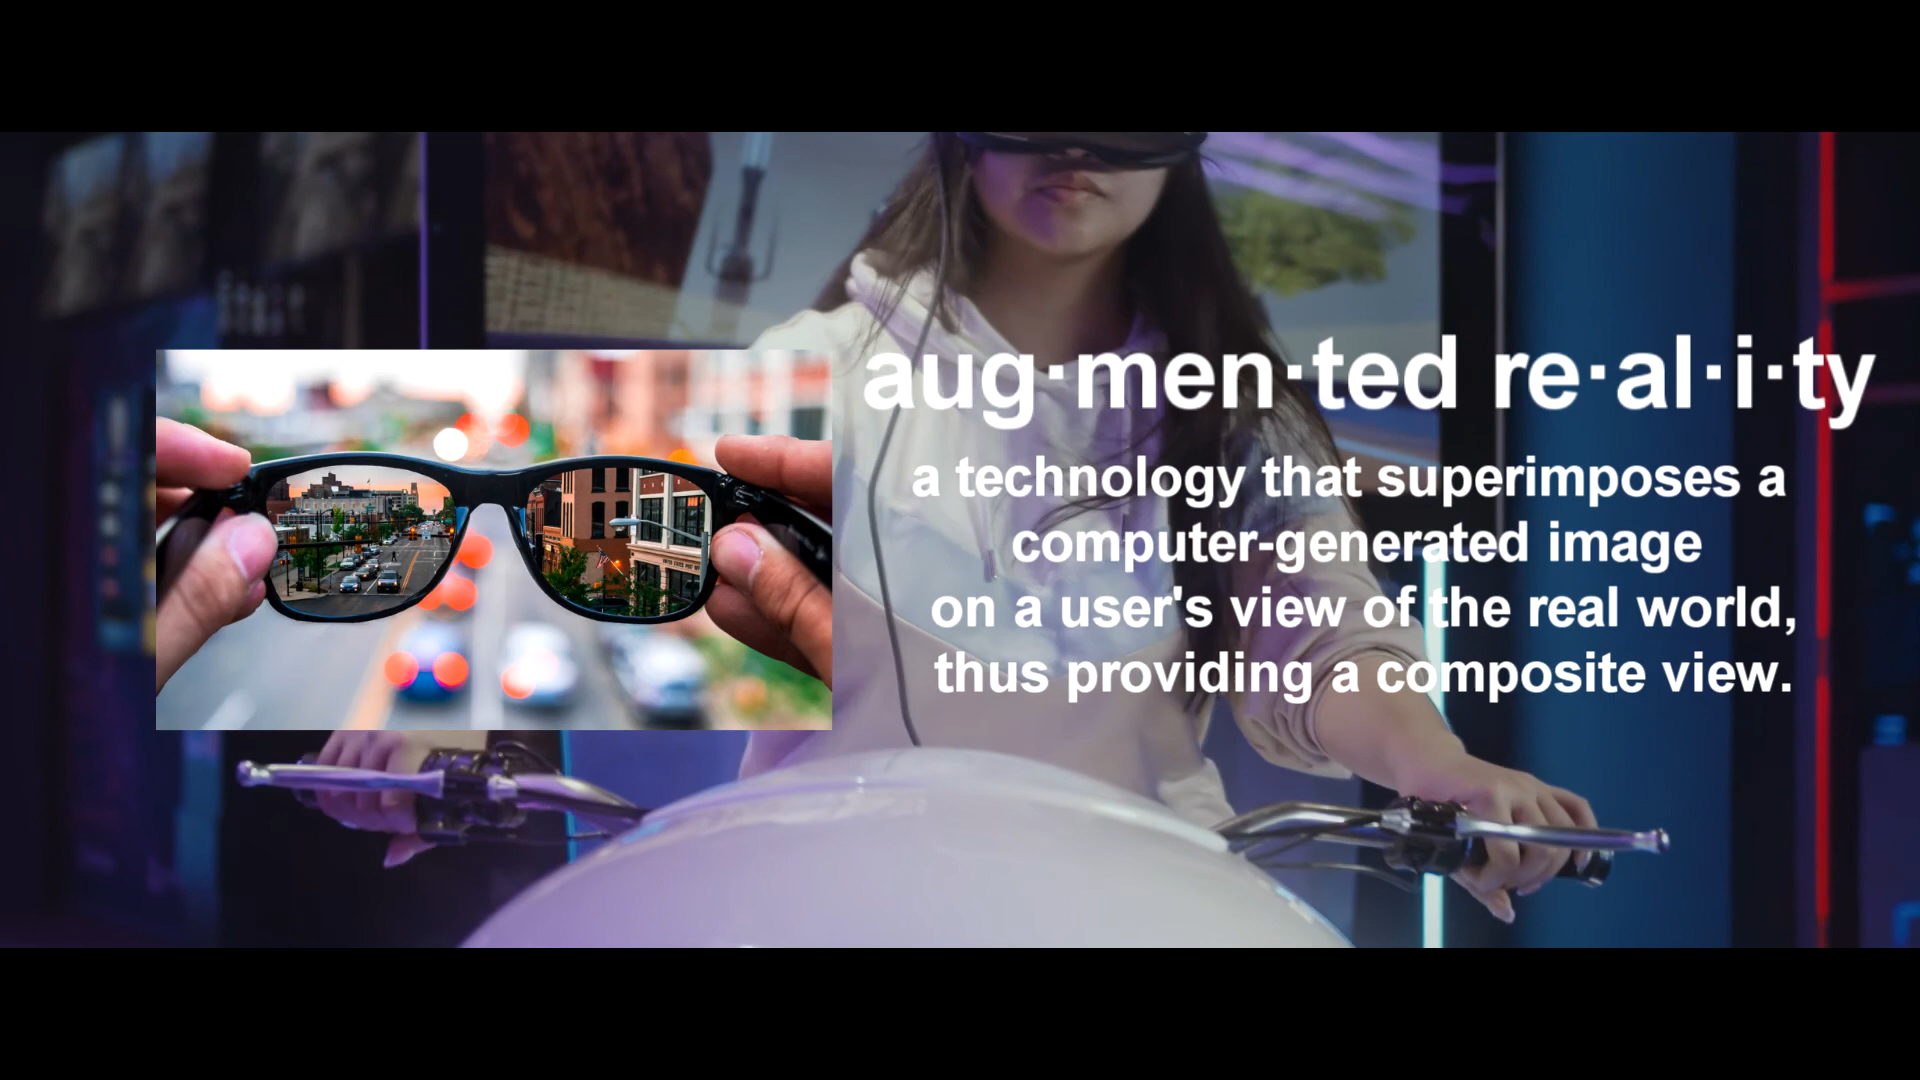 aug·men·ted re·al·i·ty
a technology that superimposes a
computer-generated image
on a user's view of the real world,
thus providing a composite view.